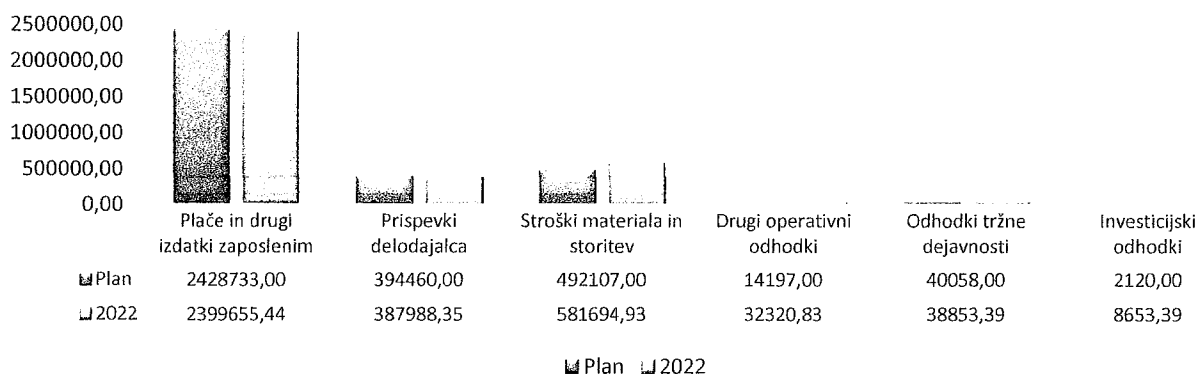 2500000,00
2000000,00
1500000,00
1000000,00
500000,00
0,00
Plače in drugi izdatki zaposlenim
Prispevki delodajalca
Stroški materiala in storitev
Drugi operativni odhodki
Odhodki tržne dejavnosti
Investicijski odhodki
Plan 2428733,00 394460,00 492107,00 14197,00 40058,00 2120,00
2022 2399655,44 387988,35 581694,93 32320,83 38853,39 8653,39
Plan 2022